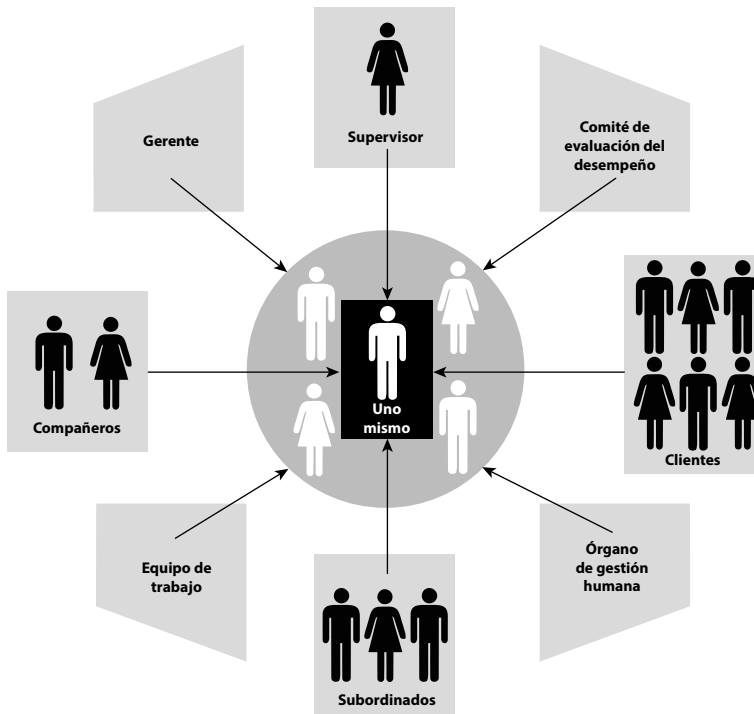 Supervisor
Gerente
Comité de
evaluación del
desempeño
Compañeros
Uno
mismo
Clientes
Equipo de
trabajo
Subordinados
Órgano
de gestión
humana